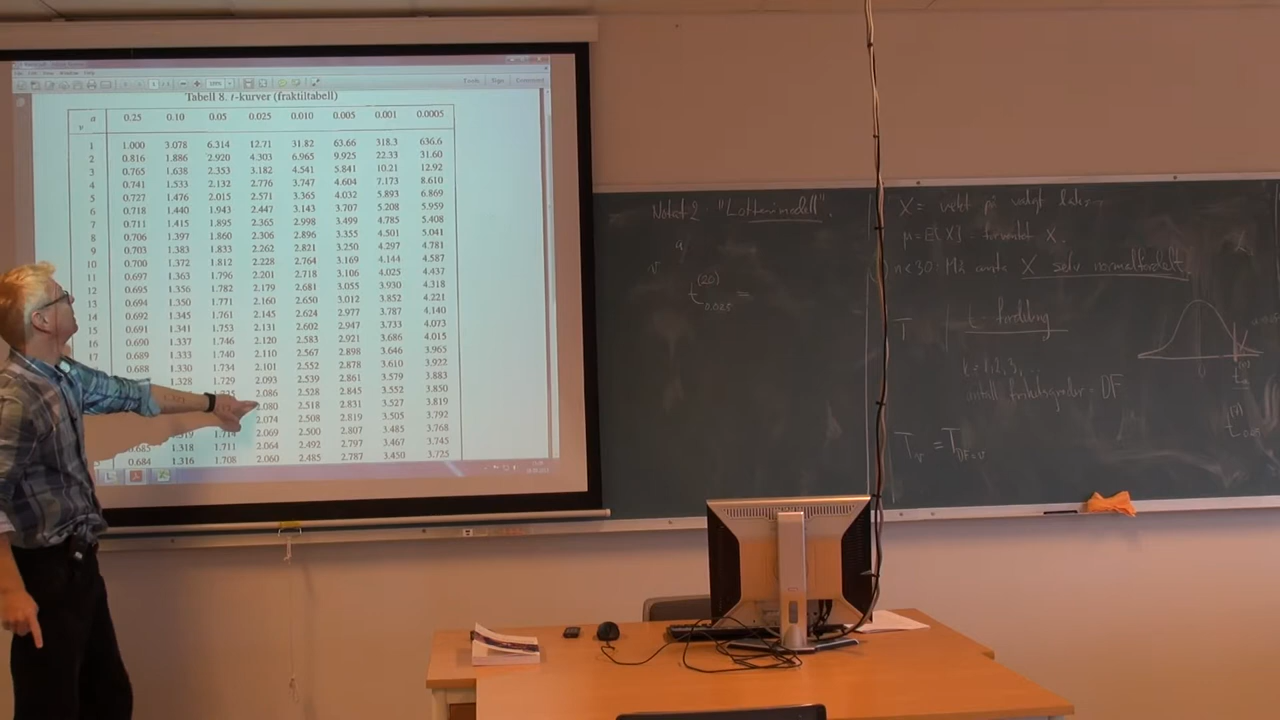 Tabell 8. t-kurver (fraktiltabell)
ν a 0.25 0.10 0.05 0.025 0.010 0.005 0.001 0.0005
1 1.000 3.078 6.314 12.71 31.82 63.66 318.3 636.6
2 0.816 1.886 2.920 4.303 6.965 9.925 22.33 31.60
3 0.765 1.638 2.353 3.182 4.541 5.841 10.21 12.92
4 0.741 1.533 2.132 2.776 3.747 4.604 7.173 8.610
5 0.727 1.476 2.015 2.571 3.365 4.032 5.893 6.869
6 0.718 1.440 1.943 2.447 3.143 3.707 5.208 5.959
7 0.711 1.415 1.895 2.365 2.998 3.499 4.785 5.408
8 0.706 1.397 1.860 2.306 2.896 3.355 4.501 5.041
9 0.703 1.383 1.833 2.262 2.821 3.250 4.297 4.781
10 0.700 1.372 1.812 2.228 2.764 3.169 4.144 4.587
11 0.697 1.363 1.796 2.201 2.718 3.106 4.025 4.437
12 0.695 1.356 1.782 2.179 2.681 3.055 3.930 4.318
13 0.694 1.350 1.771 2.160 2.650 3.012 3.852 4.221
14 0.692 1.345 1.761 2.145 2.624 2.977 3.787 4.140
15 0.691 1.341 1.753 2.131 2.602 2.947 3.733 4.073
16 0.690 1.337 1.746 2.120 2.583 2.921 3.686 4.015
17 0.689 1.333 1.740 2.110 2.567 2.898 3.646 3.965
0.688 1.330 1.734 2.101 2.552 2.878 3.610 3.922
1.328 1.729 2.093 2.539 2.861 3.579 3.883
2.086 2.528 2.845 3.552 3.850
2.080 2.518 2.831 3.527 3.819
2.074 2.508 2.819 3.505 3.792
1.714 2.069 2.500 2.807 3.485 3.768
0.685 1.318 1.711 2.064 2.492 2.797 3.467 3.745
0.684 1.316 1.708 2.060 2.485 2.787 3.450 3.725
Notat 2 - "Lotterimodell".
a
ν
t (20) 0.025 =
X = vekt på valgt laks
μ = E[X] = forventet X.
n < 30: Må anta X selv normalfordelt.
T
t-fordeling
antall frihetsgrader = DF
T ν = T DF=ν